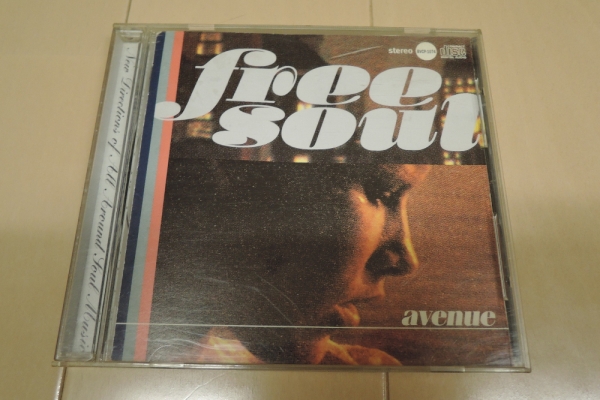 free
soul
stereo
avenue
New Directions of All Around Soul Music